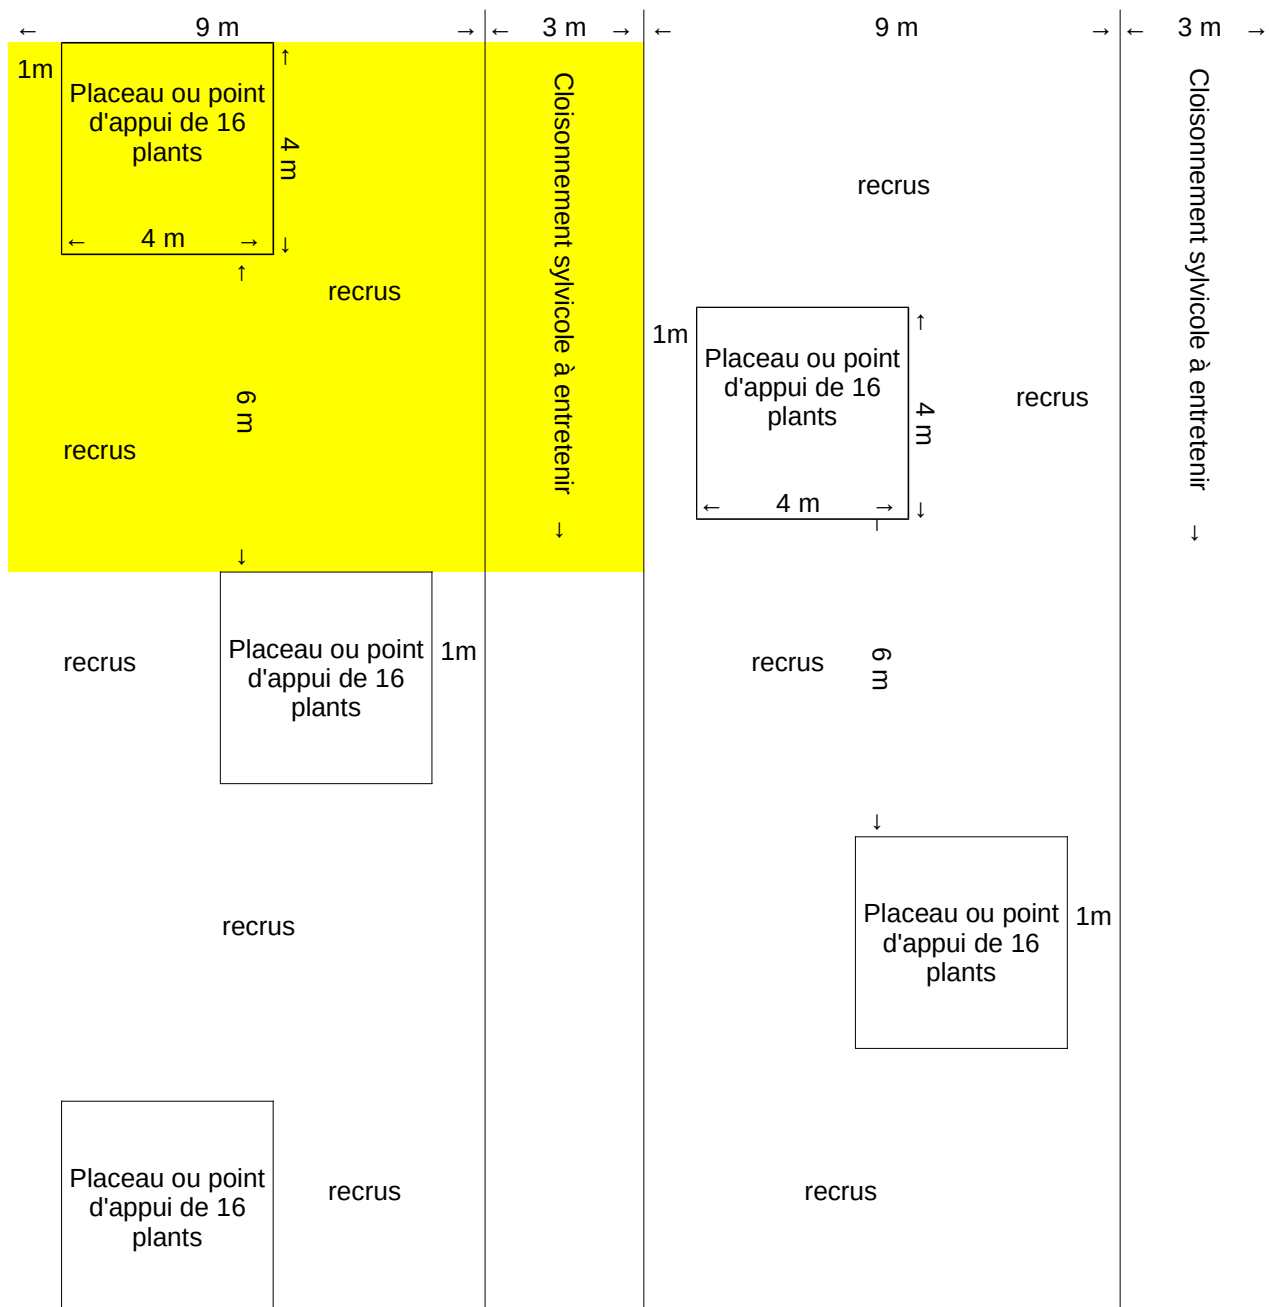 ← 9 m → ← 3 m → ← 9 m → ← 3 m →
1m
Placeau ou point
d'appui de 16
plants
↑
4 m
↓
← 4 m →
Cloisonnement sylvicole à entretenir →
recrus
Cloisonnement sylvicole à entretenir →
↑
6 m
↓
recrus
recrus
1m
Placeau ou point
d'appui de 16
plants
↑
4 m
↓
← 4 m →
recrus
recrus
Placeau ou point
d'appui de 16
plants
1m
recrus
6 m
↓
recrus
Placeau ou point
d'appui de 16
plants
1m
Placeau ou point
d'appui de 16
plants
recrus
recrus